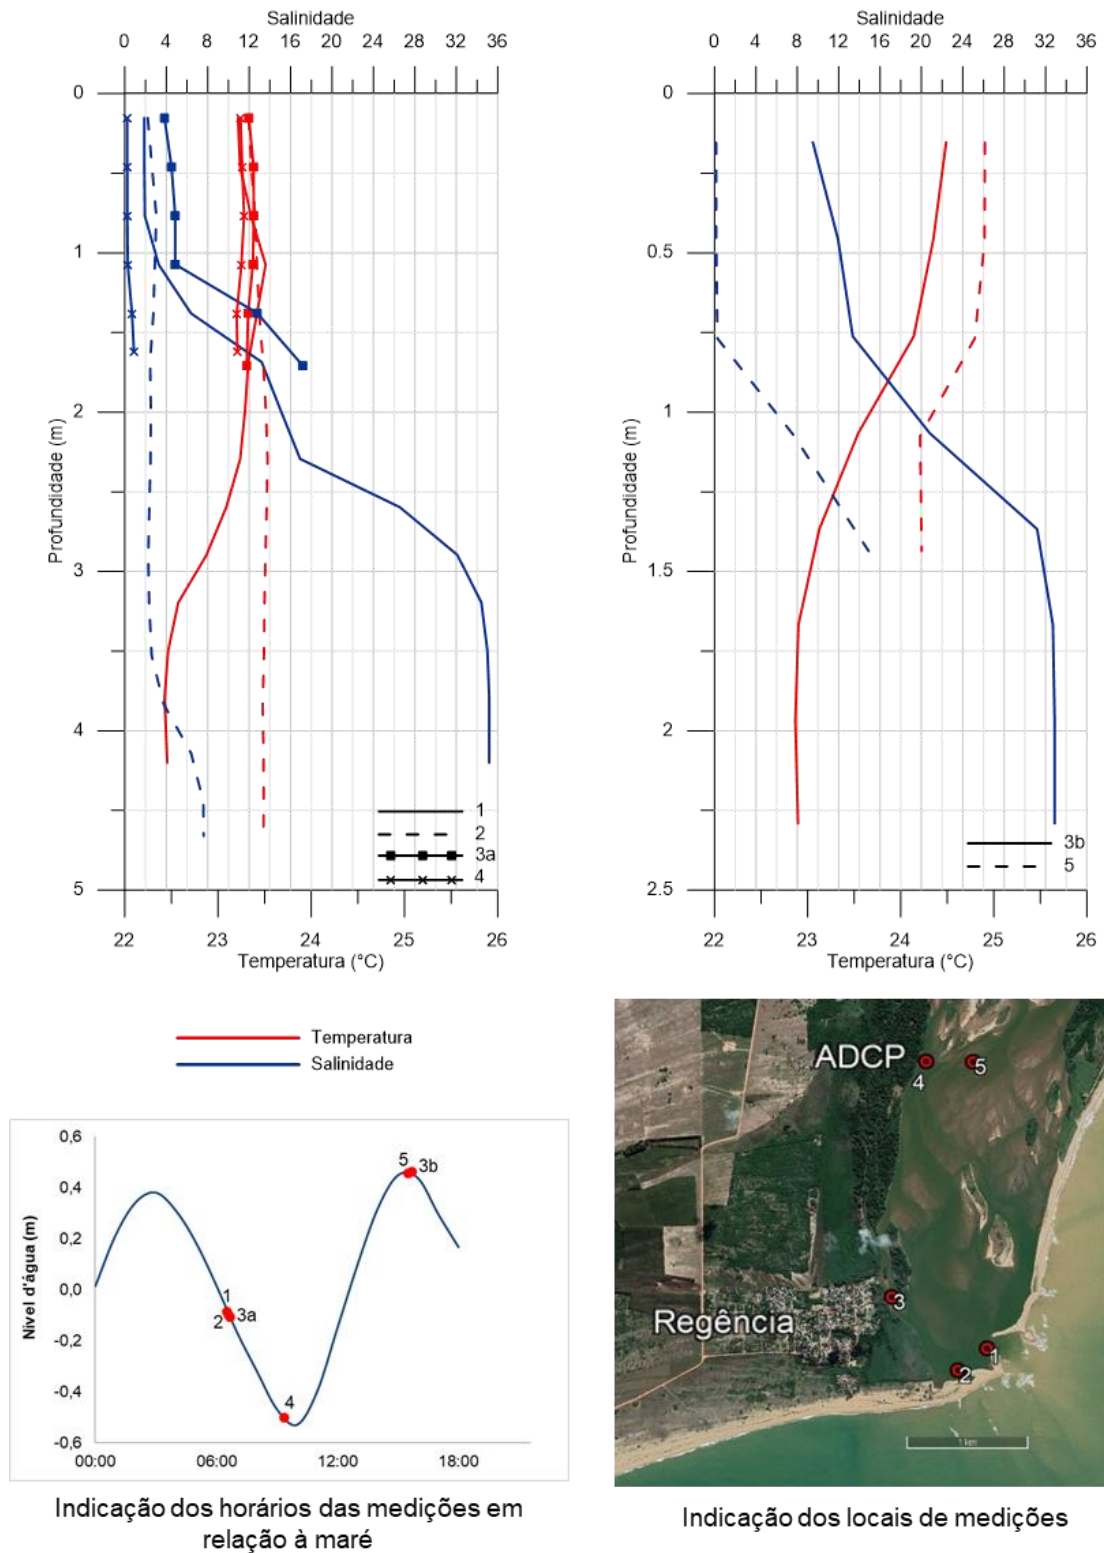 Salinidade
0 4 8 12 16 20 24 28 32 36
0
1
2
3
4
5
Profundidade (m)
1
2
3a
4
22 23 24 25 26
Temperatura (°C)
Salinidade
0 4 8 12 16 20 24 28 32 36
0
0.5
1
1.5
2
2.5
Profundidade (m)
3b
5
22 23 24 25 26
Temperatura (°C)
Temperatura
Salinidade
0,6
0,4
0,2
0,0
-0,2
-0,4
-0,6
Nivel d'água (m)
5 3b
1
2 3a
4
00:00 06:00 12:00 18:00
Indicação dos horários das medições em
relação à maré
ADCP
4 5
3
Regência
1
2
1 km
Indicação dos locais de medições